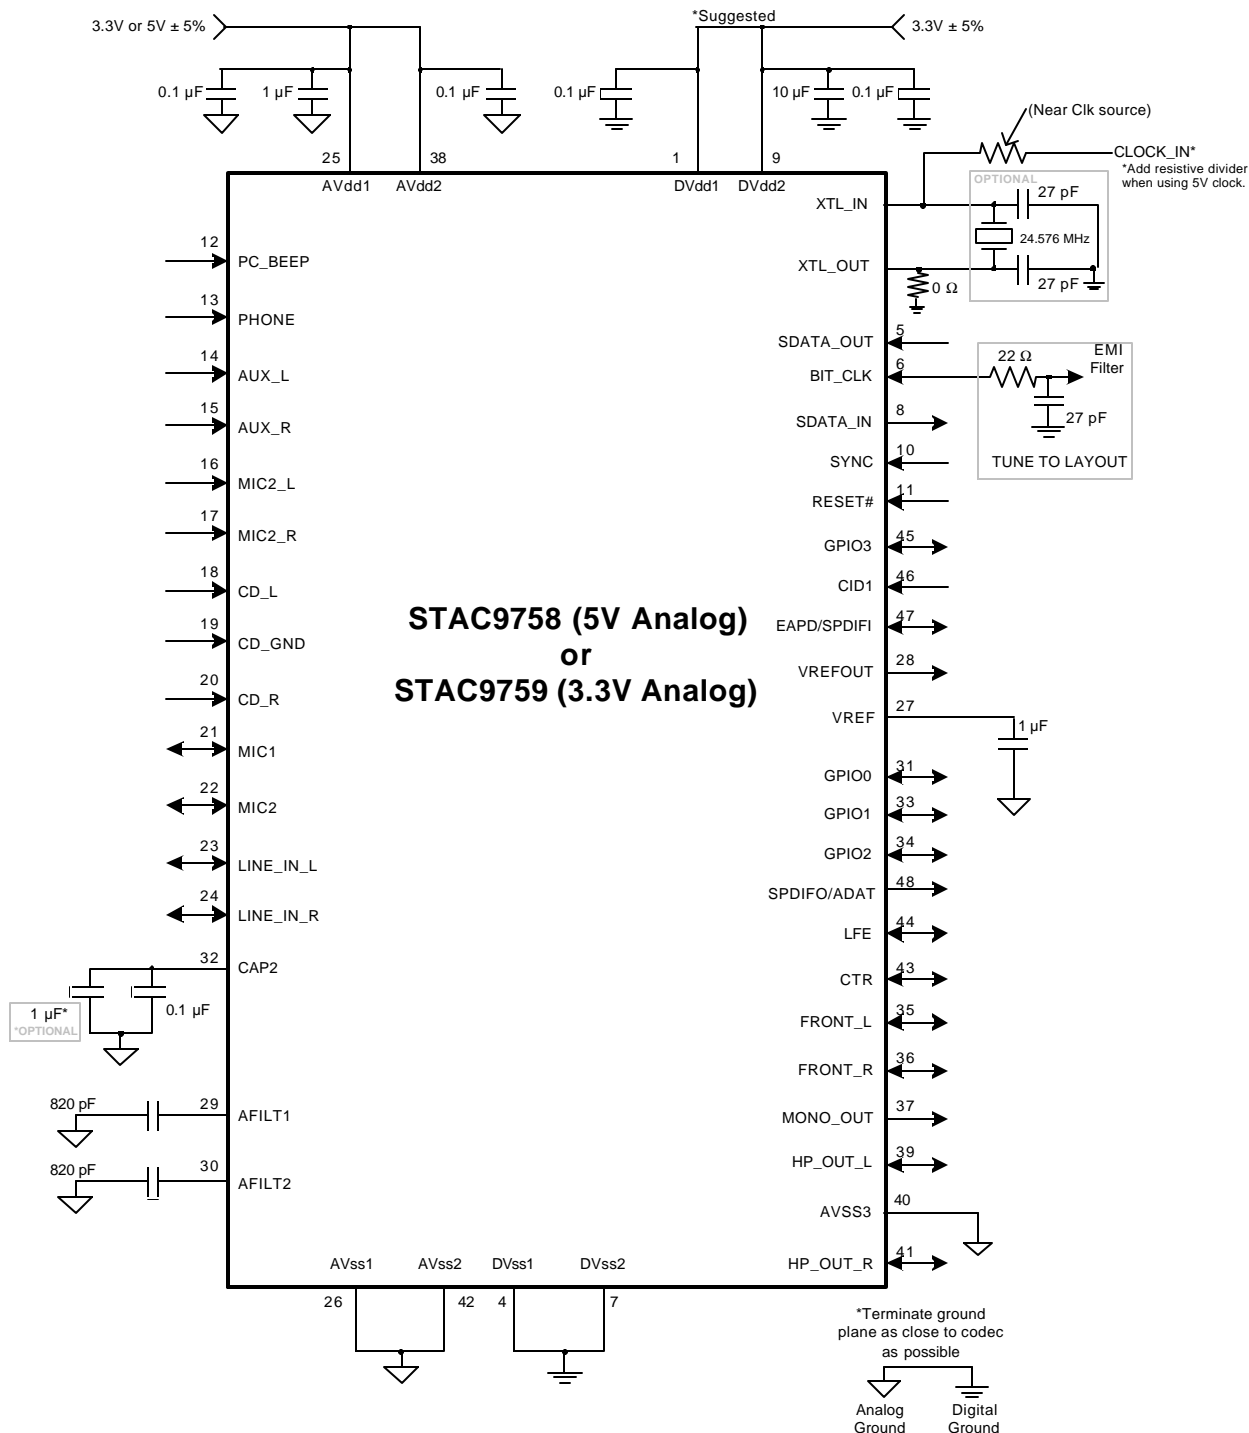 3.3V or 5V ± 5%
*Suggested
3.3V ± 5%
0.1 µF
1 µF
0.1 µF
0.1 µF
10 µF
0.1 µF
(Near Clk source)
CLOCK_IN*
*Add resistive divider
when using 5V clock.
25
38
1
9
AVdd1
AVdd2
DVdd1
DVdd2
OPTIONAL
27 pF
XTL_IN
24.576 MHz
XTL_OUT
27 pF
0 Ω
12
PC_BEEP
13
PHONE
14
AUX_L
15
AUX_R
16
MIC2_L
17
MIC2_R
18
CD_L
19
CD_GND
20
CD_R
21
MIC1
22
MIC2
23
LINE_IN_L
24
LINE_IN_R
32
CAP2
1 µF*
*OPTIONAL
0.1 µF
820 pF
29
AFILT1
820 pF
30
AFILT2
STAC9758 (5V Analog)
or
STAC9759 (3.3V Analog)
5
SDATA_OUT
6
BIT_CLK
22 Ω
EMI
Filter
27 pF
TUNE TO LAYOUT
8
SDATA_IN
10
SYNC
11
RESET#
45
GPIO3
46
CID1
47
EAPD/SPDIFI
28
VREFOUT
27
VREF
1 µF
31
GPIO0
33
GPIO1
34
GPIO2
48
SPDIFO/ADAT
44
LFE
43
CTR
35
FRONT_L
36
FRONT_R
37
MONO_OUT
39
HP_OUT_L
40
AVSS3
41
HP_OUT_R
AVss1
AVss2
DVss1
DVss2
26
42
4
7
*Terminate ground
plane as close to codec
as possible
Analog
Ground
Digital
Ground